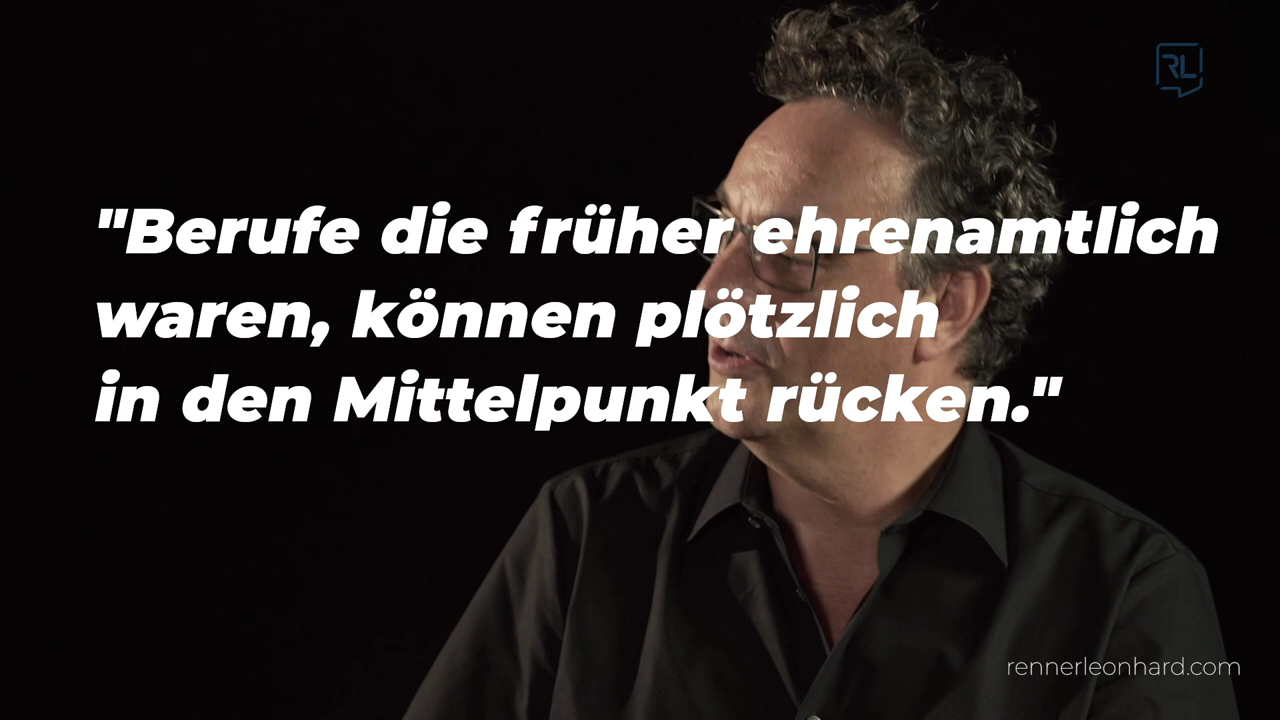 RL
"Berufe die früher ehrenamtlich
waren, können plötzlich
in den Mittelpunkt rücken."
rennerleonhard.com